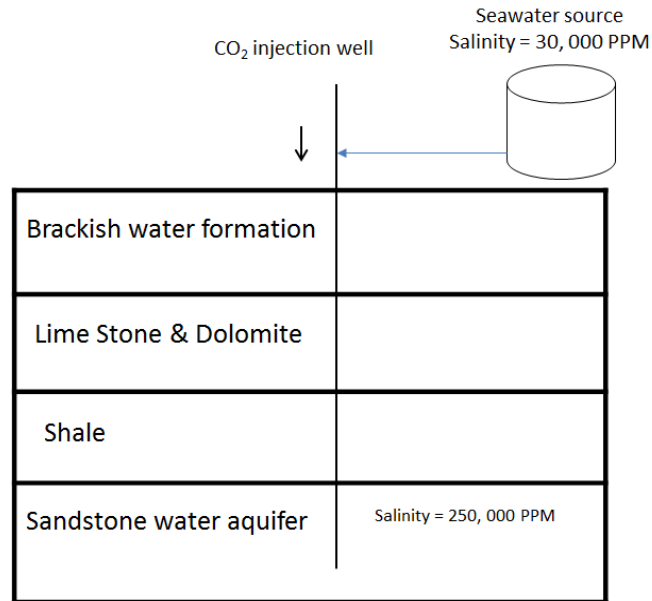 Seawater source
Salinity = 30, 000 PPM
CO₂ injection well
Brackish water formation
Lime Stone & Dolomite
Shale
Sandstone water aquifer
Salinity = 250, 000 PPM